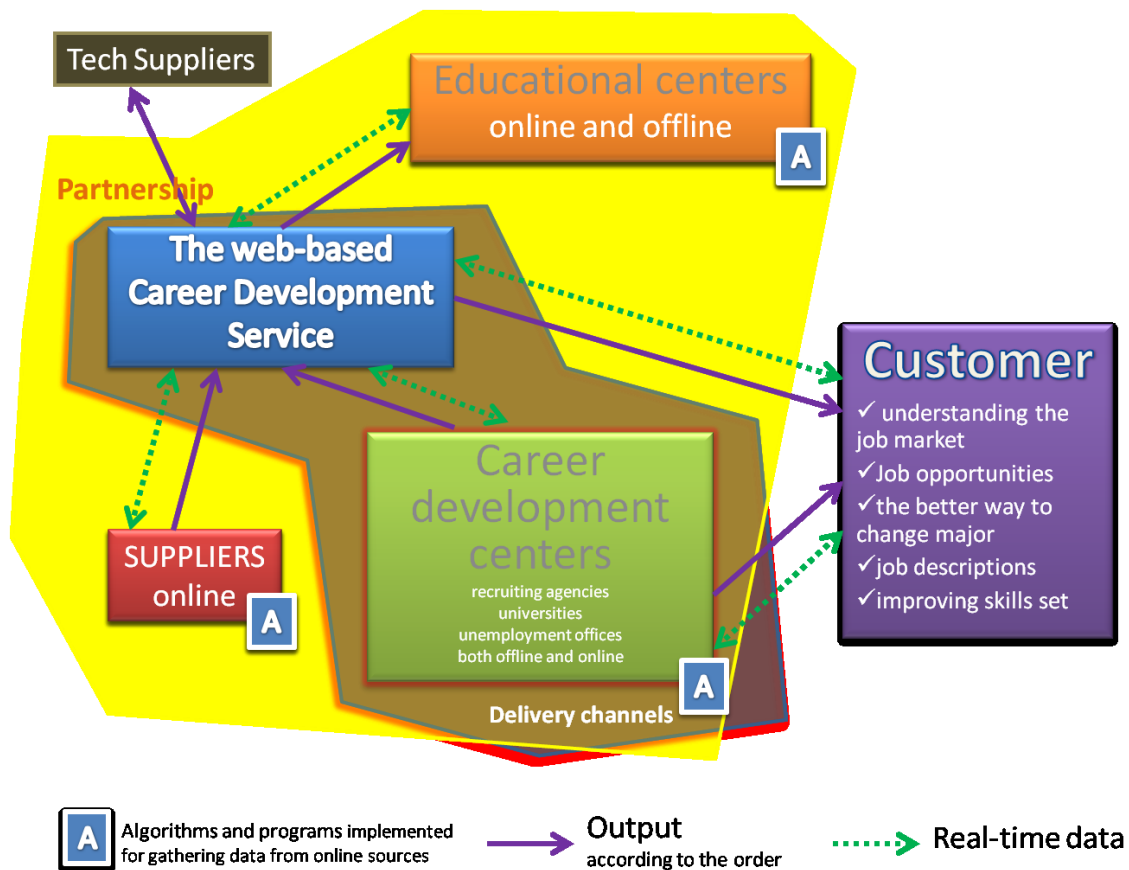 Tech Suppliers
Educational centers
online and offline
A
Partnership
The web-based
Career Development
Service
Customer
✓ understanding the
job market
✓Job opportunities
✓the better way to
change major
✓job descriptions
✓improving skills set
Career
development
centers
recruiting agencies
universities
unemployment offices
both offline and online
A
SUPPLIERS
online
A
Delivery channels
A
Algorithms and programs implemented
for gathering data from online sources
Output
according to the order
Real-time data